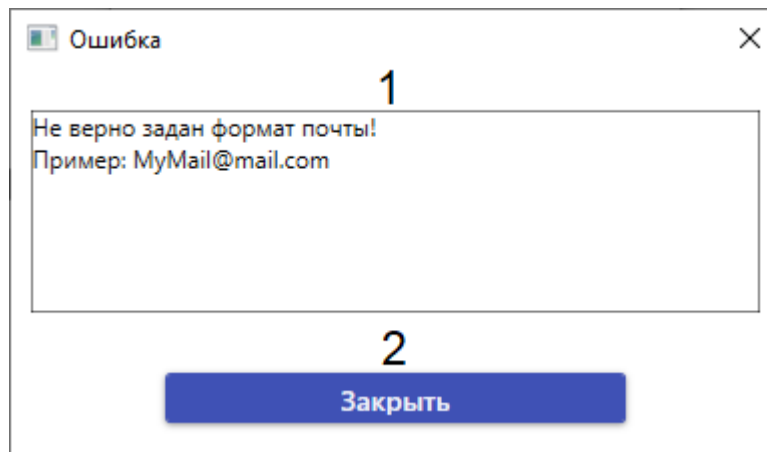 Ошибка
1
Не верно задан формат почты!
Пример: MyMail@mail.com
2
Закрыть